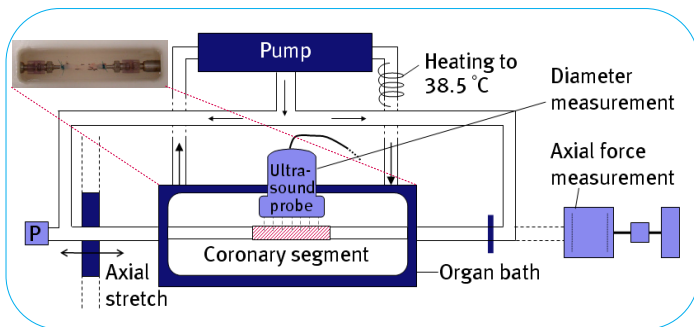 Pump
Heating to
38.5 °C
Diameter
measurement
Ultra-
sound
probe
Axial force
measurement
P
Coronary segment
Axial
stretch
Organ bath